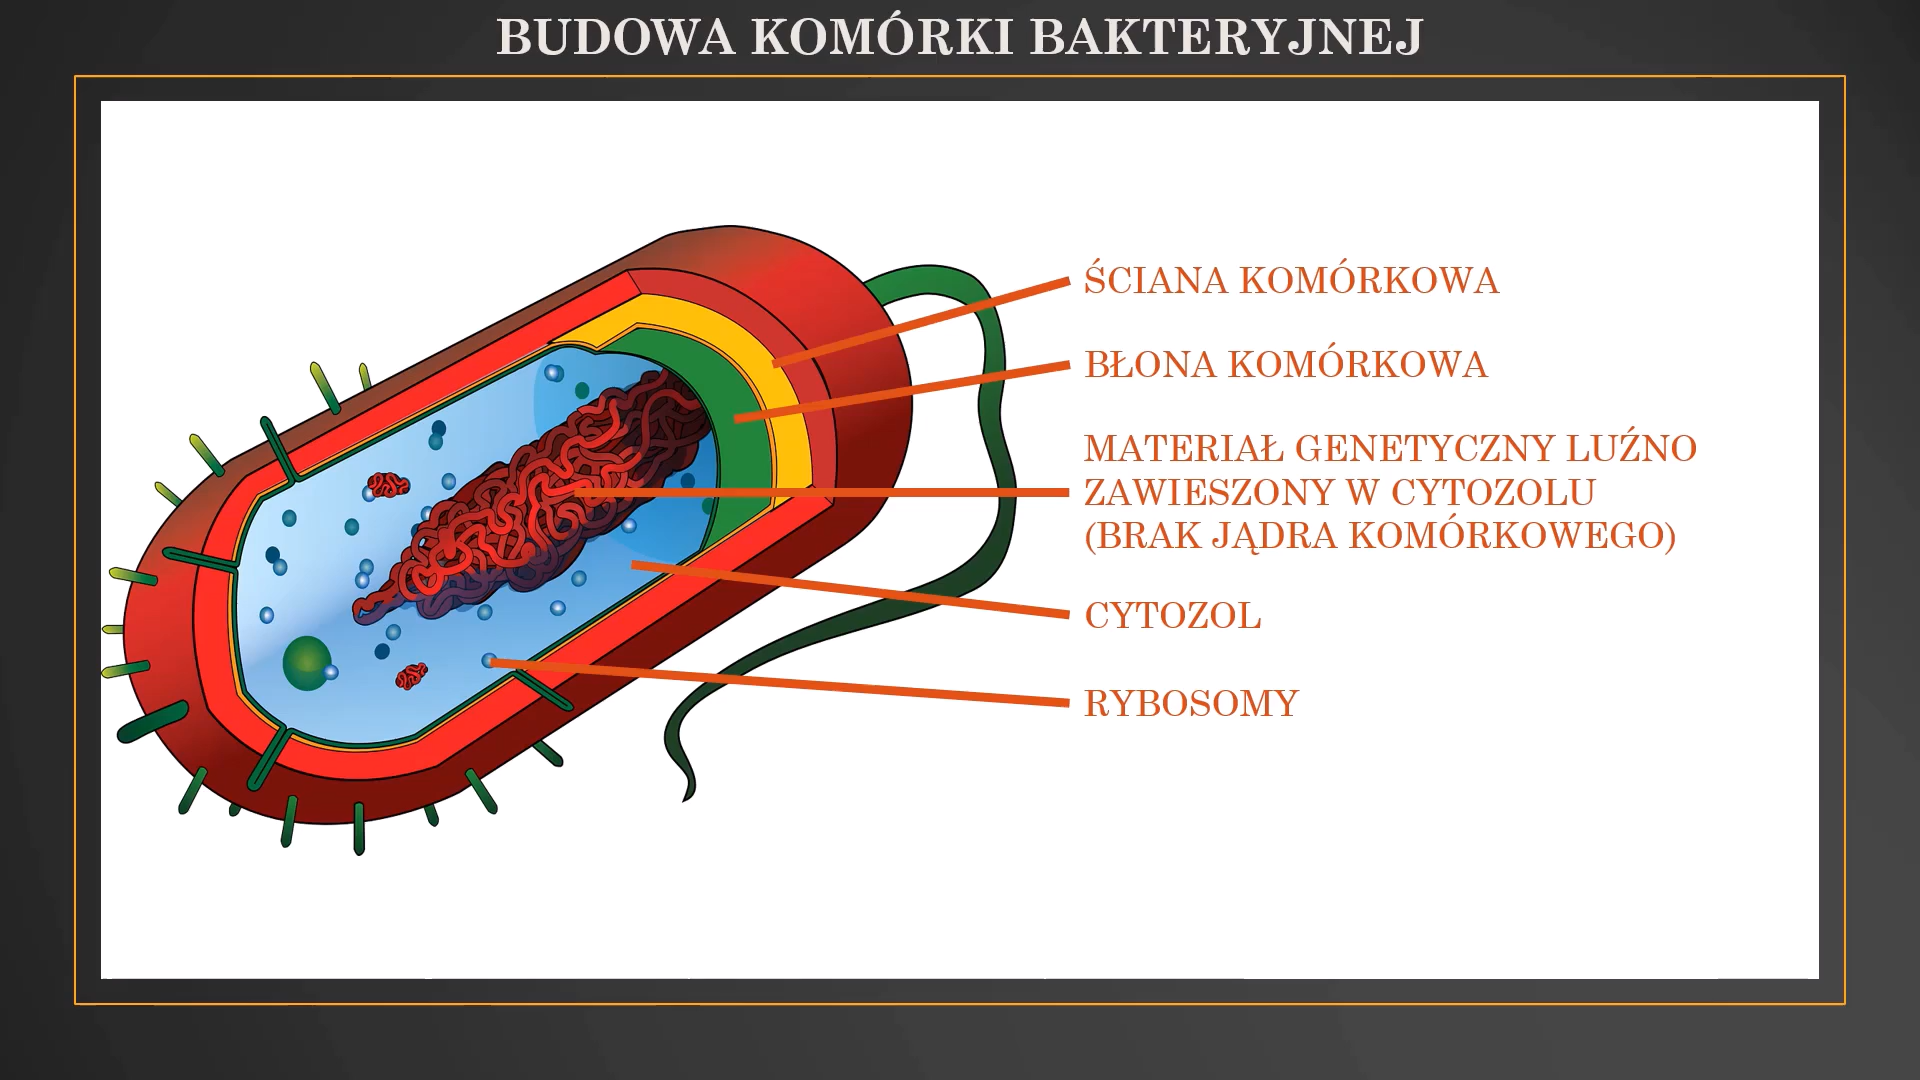 BUDOWA KOMÓRKI BAKTERYJNEJ
ŚCIANA KOMÓRKOWA
BŁONA KOMÓRKOWA
MATERIAŁ GENETYCZNY LUŹNO
ZAWIESZONY W CYTOZOLU
(BRAK JĄDRA KOMÓRKOWEGO)
CYTOZOL
RYBOSOMY